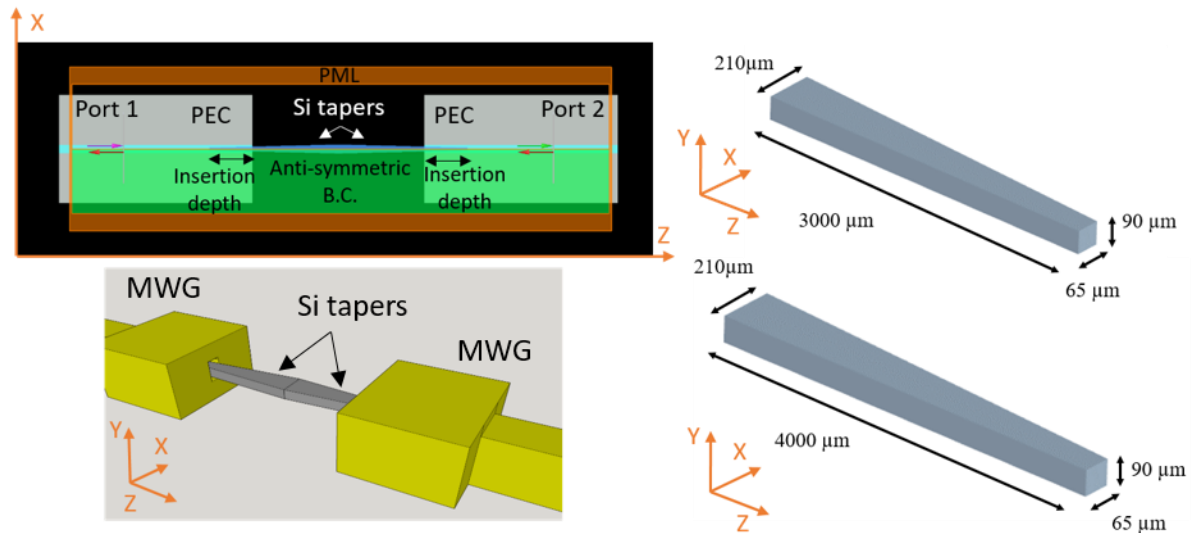 X
PML
Port 1
PEC
Si tapers
PEC
Port 2
Insertion
depth
Anti-symmetric
B.C.
Insertion
depth
Z
MWG
Si tapers
MWG
Y
X
Z
210µm
Y
X
Z
3000 µm
90 µm
65 µm
210µm
Y
X
Z
4000 µm
90 µm
65 µm